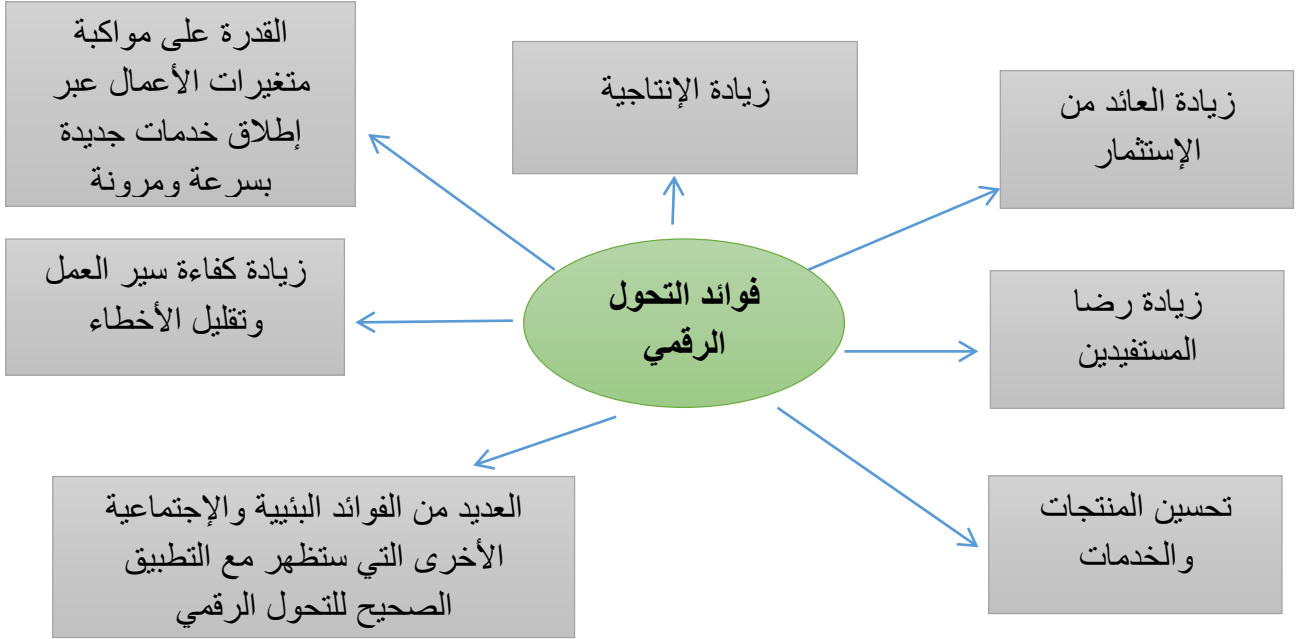 القدرة على مواكبة
متغيرات الأعمال عبر
إطلاق خدمات جديدة
بسرعة ومرونة
زيادة الإنتاجية
زيادة العائد من
الإستثمار
فوائد التحول
الرقمي
زيادة كفاءة سير العمل
وتقليل الأخطاء
زيادة رضا
المستفيدين
العديد من الفوائد البئيية والإجتماعية
الأخرى التي ستظهر مع التطبيق
الصحيح للتحول الرقمي
تحسين المنتجات
والخدمات